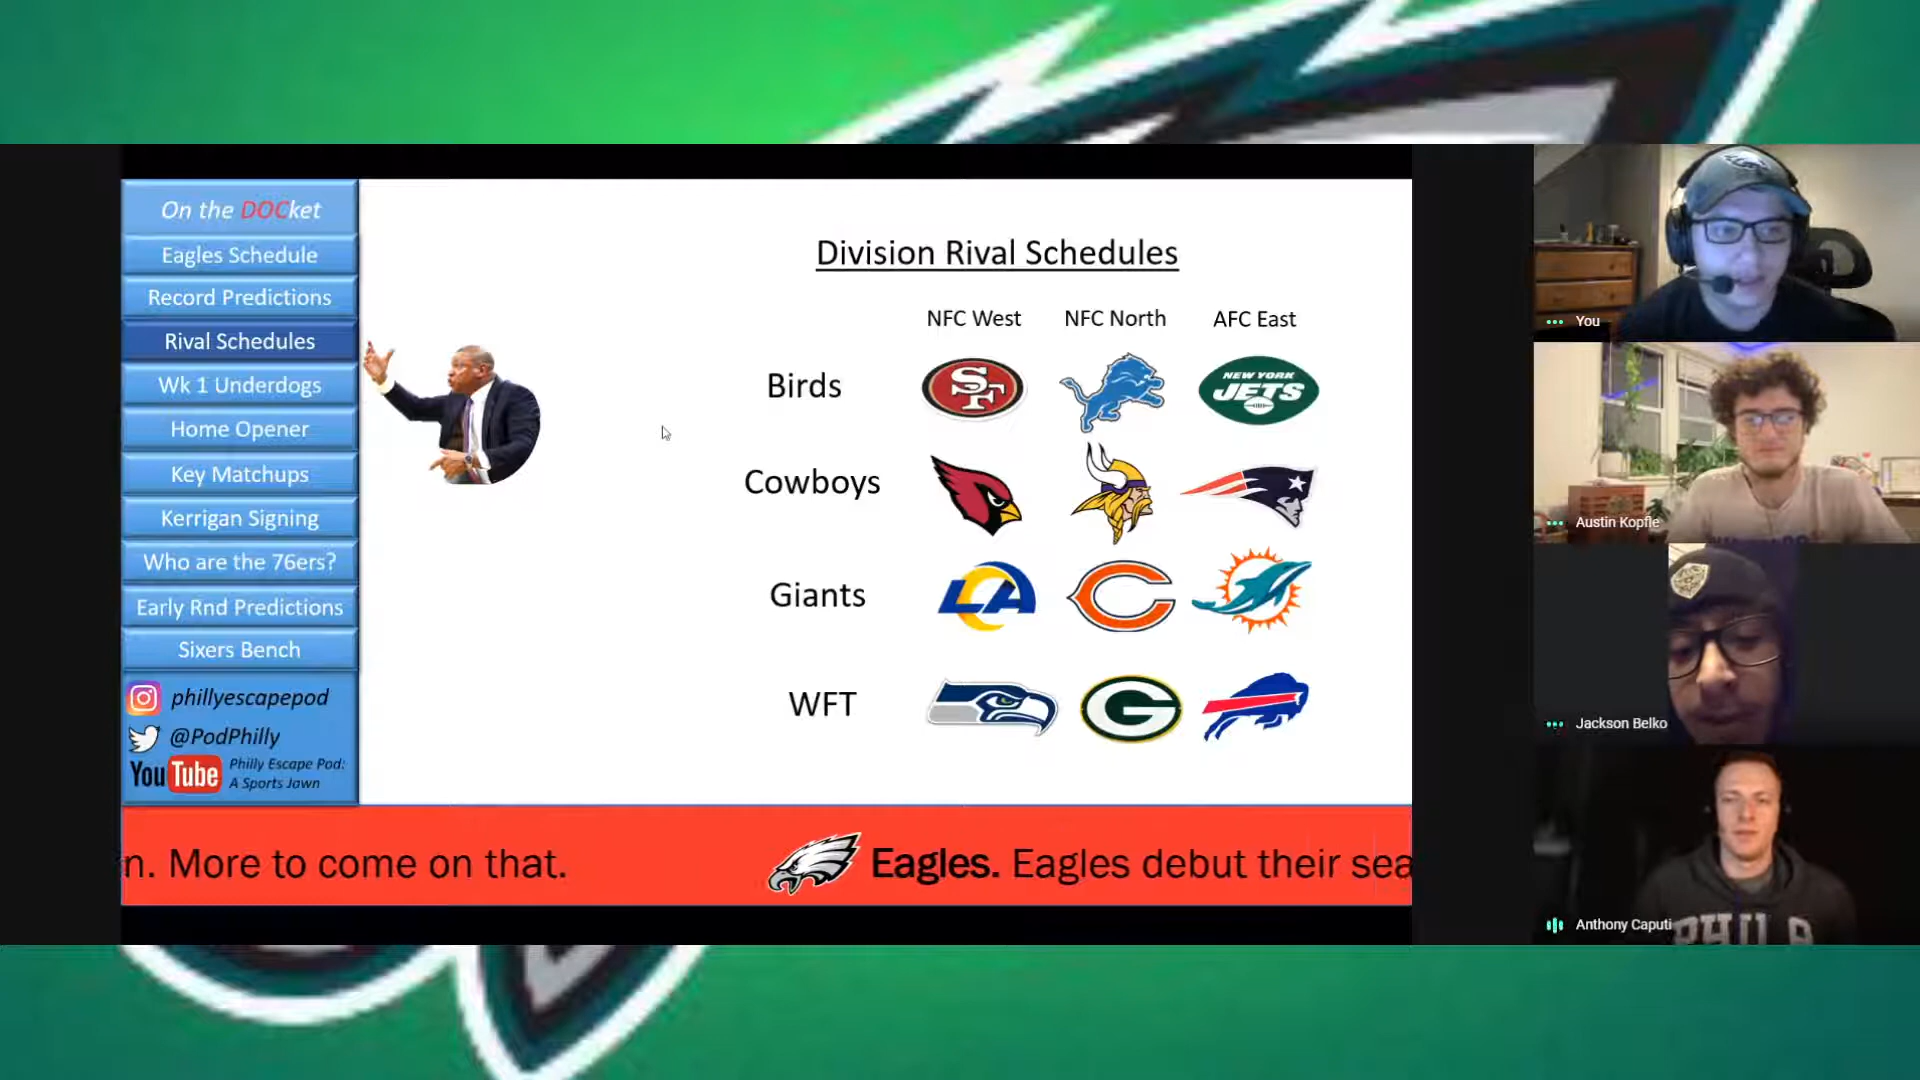 On the DOCket
Eagles Schedule
Record Predictions
Rival Schedules
Wk 1 Underdogs
Home Opener
Key Matchups
Kerrigan Signing
Who are the 76ers?
Early Rnd Predictions
Sixers Bench
phillyescapepod
@PodPhilly
YouTube
Philly Escape Pod:
A Sports Jawn
Division Rival Schedules
NFC West NFC North AFC East
Birds
SF
NEW YORK
JETS
Cowboys
Giants
LA
C
WFT
G
n. More to come on that.
Eagles. Eagles debut their sea
You
Austin Kopfle
Jackson Belko
Anthony Caputi
PHILA